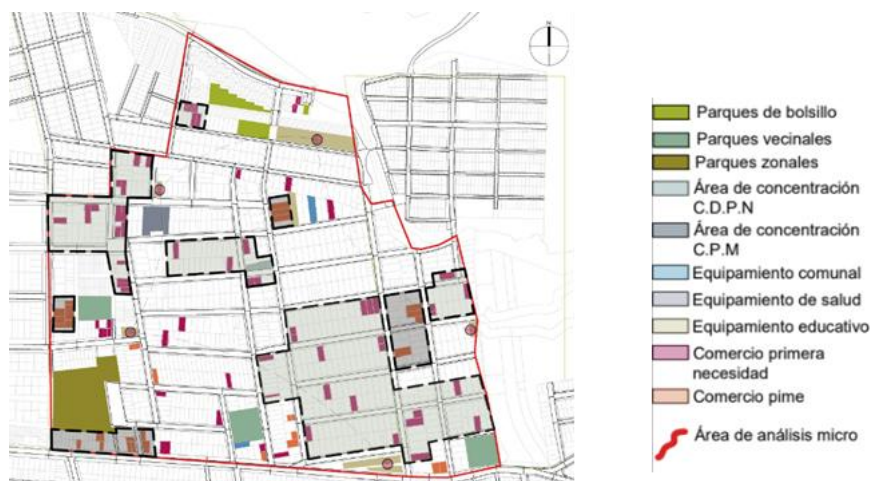 Parques de bolsillo
Parques vecinales
Parques zonales
Área de concentración
C.D.P.N
Área de concentración
C.P.M
Equipamiento comunal
Equipamiento de salud
Equipamiento educativo
Comercio primera
necesidad
Comercio pime
Área de análisis micro